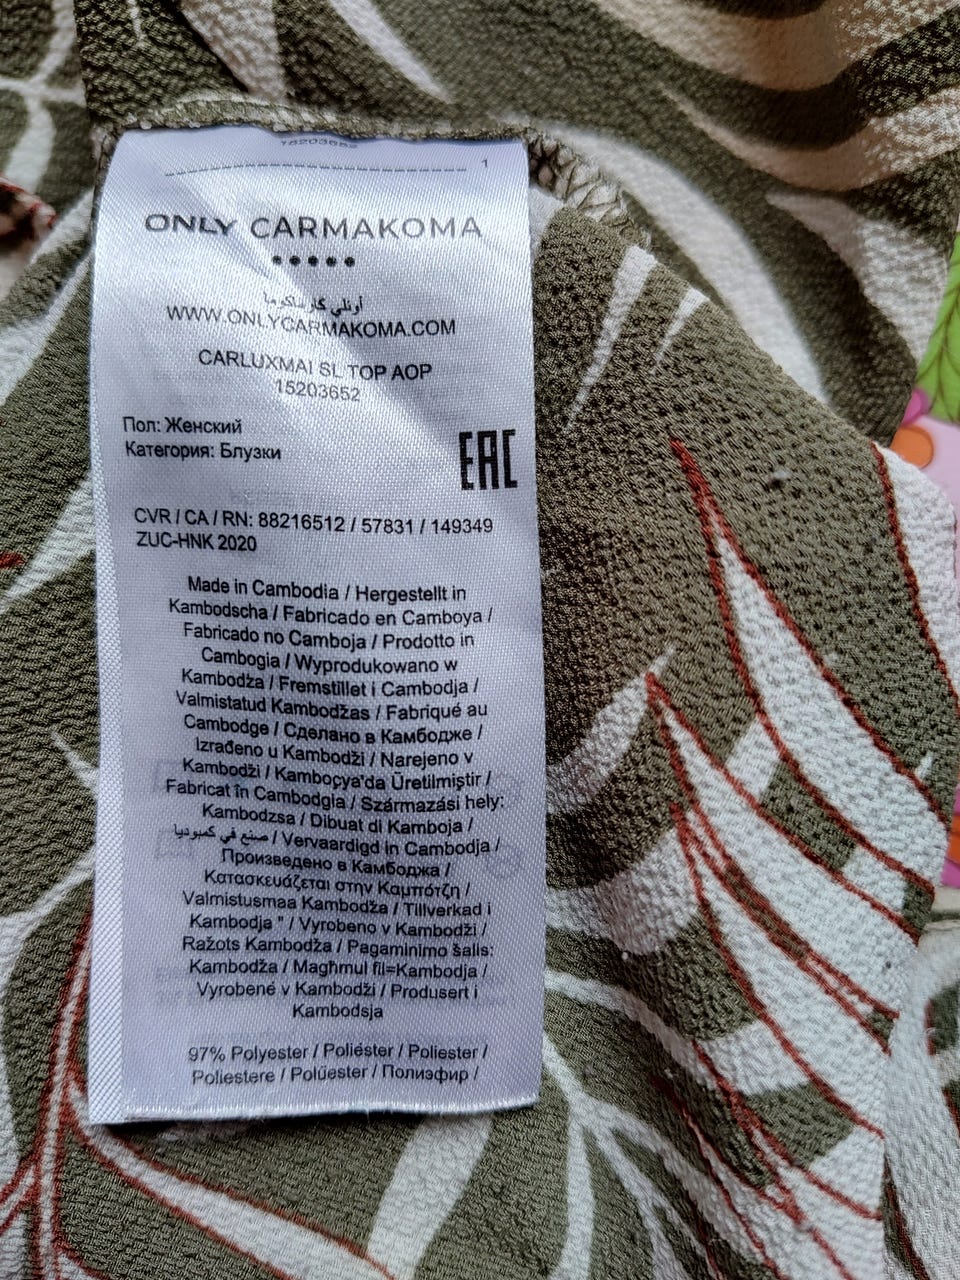 15203652
1
ONLY CARMAKOMA
أونلي كارماكوما
WWW.ONLYCARMAKOMA.COM
CARLUXMAI SL TOP AOP
15203652
Пол: Женский
Категория: Блузки
EAC
CVR / CA / RN: 88216512 / 57831 / 149349
ZUC-HNK 2020
Made in Cambodia / Hergestellt in
Kambodscha / Fabricado en Camboya /
Fabricado no Camboja / Prodotto in
Cambogia / Wyprodukowano w
Kambodża / Fremstillet i Cambodja /
Valmistatud Kambodžas / Fabriqué au
Cambodge / Сделано в Камбодже /
Izrađeno u Kambodži / Narejeno v
Kambodži / Kamboçya'da Üretilmiştir /
Fabricat în Cambodgia / Származási hely:
Kambodzsa / Dibuat di Kamboja /
صنع في كمبوديا / Vervaardigd in Cambodja /
Произведено в Камбоджа /
Κατασκευάζεται στην Καμπότζη /
Valmistusmaa Kambodža / Tillverkad i
Kambodja " / Vyrobeno v Kambodži /
Ražots Kambodža / Pagaminimo šalis:
Kambodža / Magħmul fil=Kambodja /
Vyrobené v Kambodži / Produsert i
Kambodsja
97% Polyester / Poliéster / Poliester /
Poliestere / Polüester / Полиэфир /